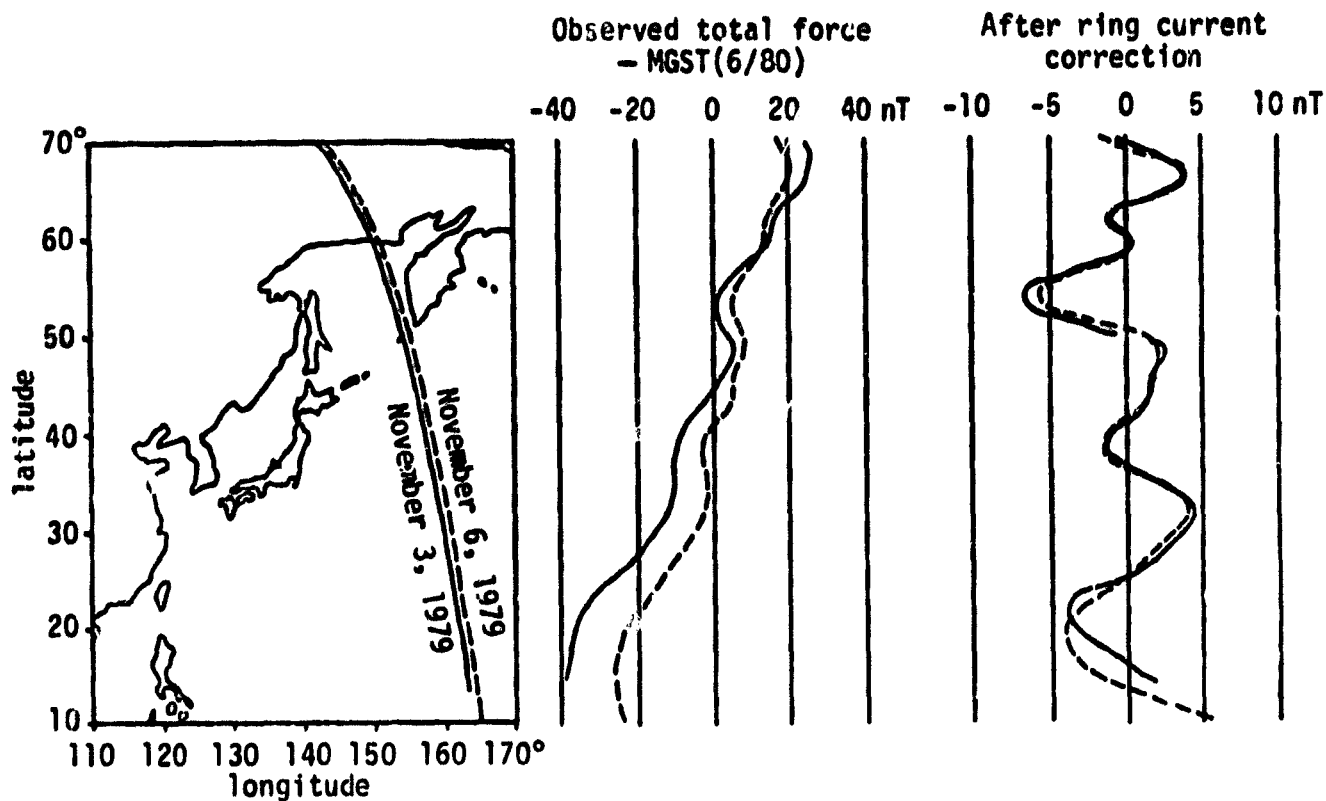 Observed total force
— MGST(6/80)
After ring current
correction
-40 -20 0 20 40 nT
-10 -5 0 5 10 nT
70°
60
50
40
30
20
10
latitude
November 6, 1979
November 3, 1979
110 120 130 140 150 160 170°
longitude